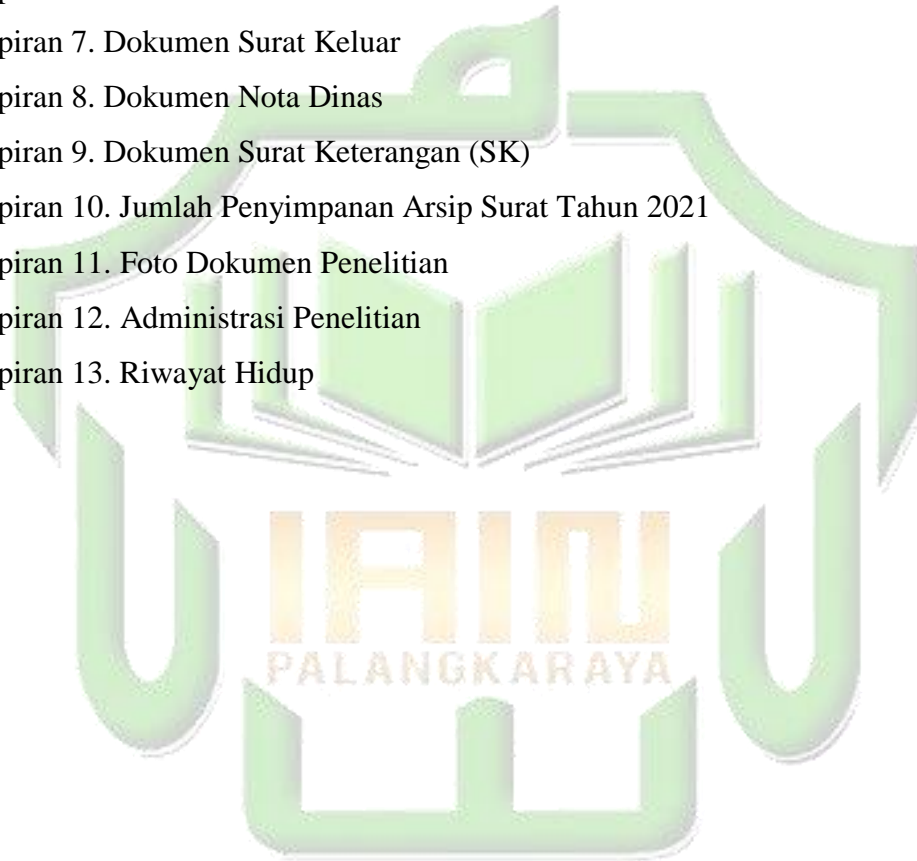 piran 7. Dokumen Surat Keluar
piran 8. Dokumen Nota Dinas
piran 9. Dokumen Surat Keterangan (SK)
piran 10. Jumlah Penyimpanan Arsip Surat Tahun 2021
piran 11. Foto Dokumen Penelitian
piran 12. Administrasi Penelitian
piran 13. Riwayat Hidup
IAIN
PALANGKARAYA